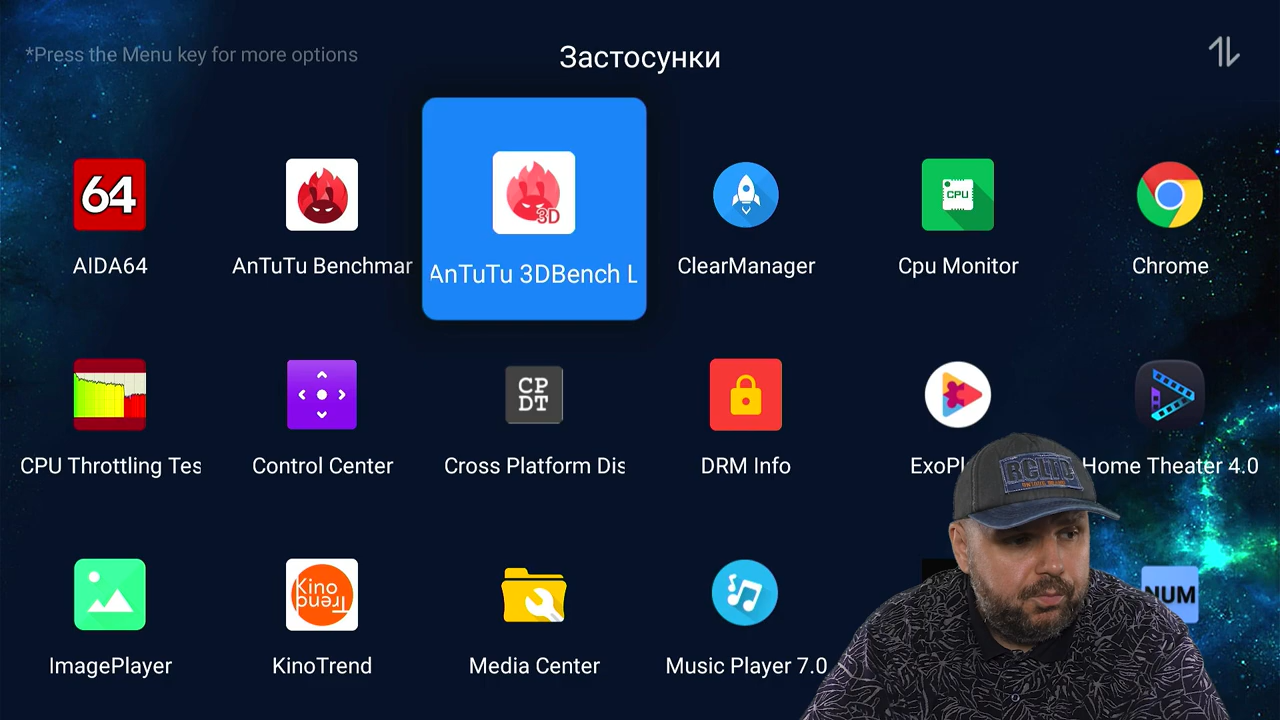 *Press the Menu key for more options
Застосунки
64
3D
CPU
AIDA64
AnTuTu Benchmar
AnTuTu 3DBench L
ClearManager
Cpu Monitor
Chrome
CP
DT
CPU Throttling Tes
Control Center
Cross Platform Dis
DRM Info
ExoPl
Home Theater 4.0
Kino
Trend
NUM
ImagePlayer
KinoTrend
Media Center
Music Player 7.0